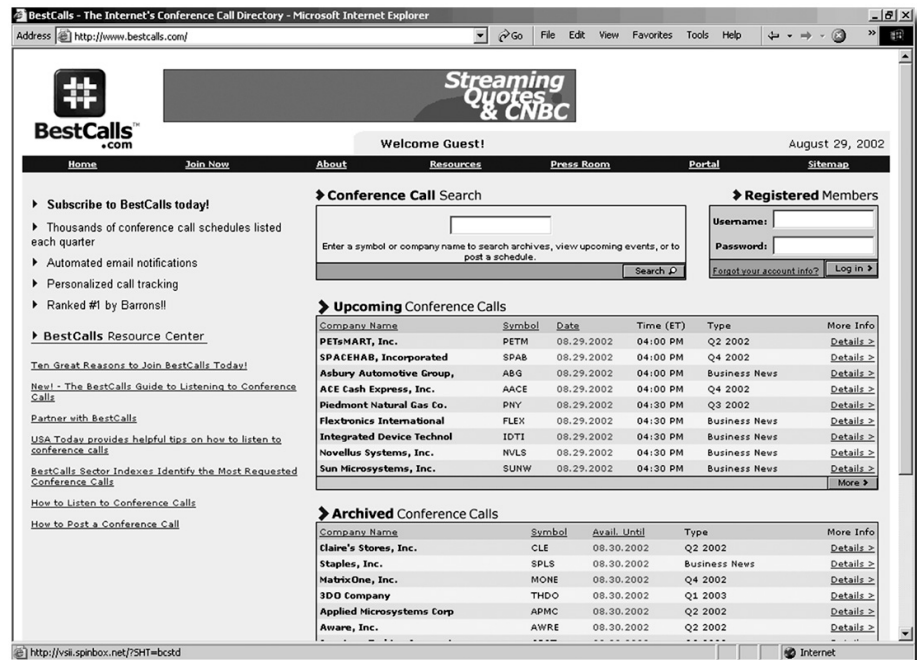 BestCalls - The Internet's Conference Call Directory - Microsoft Internet Explorer
Address http://www.bestcalls.com/ Go File Edit View Favorites Tools Help »
Streaming
Quotes
& CNBC
BestCalls™
.com
Welcome Guest! August 29, 2002
Home Join Now About Resources Press Room Portal Sitemap
Subscribe to BestCalls today!
Thousands of conference call schedules listed
each quarter
Automated email notifications
Personalized call tracking
Ranked #1 by Barrons!!
BestCalls Resource Center
Ten Great Reasons to Join BestCalls Today!
New! - The BestCalls Guide to Listening to Conference
Calls
Partner with BestCalls
USA Today provides helpful tips on how to listen to
conference calls
BestCalls Sector Indexes Identify the Most Requested
Conference Calls
How to Listen to Conference Calls
How to Post a Conference Call
Conference Call Search
Enter a symbol or company name to search archives, view upcoming events, or to
post a schedule.
Search
Registered Members
Username:
Password:
Forgot your account info? Log in >
Upcoming Conference Calls
Company Name Symbol Date Time (ET) Type More Info
PETsMART, Inc. PETM 08.29.2002 04:00 PM Q2 2002 Details >
SPACEHAB, Incorporated SPAB 08.29.2002 04:00 PM Q4 2002 Details >
Asbury Automotive Group, ABG 08.29.2002 04:00 PM Business News Details >
ACE Cash Express, Inc. AACE 08.29.2002 04:00 PM Q4 2002 Details >
Piedmont Natural Gas Co. PNY 08.29.2002 04:30 PM Q3 2002 Details >
Flextronics International FLEX 08.29.2002 04:30 PM Business News Details >
Integrated Device Technol IDTI 08.29.2002 04:30 PM Business News Details >
Novellus Systems, Inc. NVLS 08.29.2002 04:30 PM Business News Details >
Sun Microsystems, Inc. SUNW 08.29.2002 04:30 PM Business News Details >
More >
Archived Conference Calls
Company Name Symbol Avail. Until Type More Info
Claire's Stores, Inc. CLE 08.30.2002 Q2 2002 Details >
Staples, Inc. SPLS 08.30.2002 Business News Details >
MatrixOne, Inc. MONE 08.30.2002 Q4 2002 Details >
3DO Company THDO 08.30.2002 Q1 2003 Details >
Applied Microsystems Corp APMC 08.30.2002 Q2 2002 Details >
Aware, Inc. AWRE 08.30.2002 Q2 2002 Details >
http://vsii.spinbox.net/?SHT=bcstd Internet